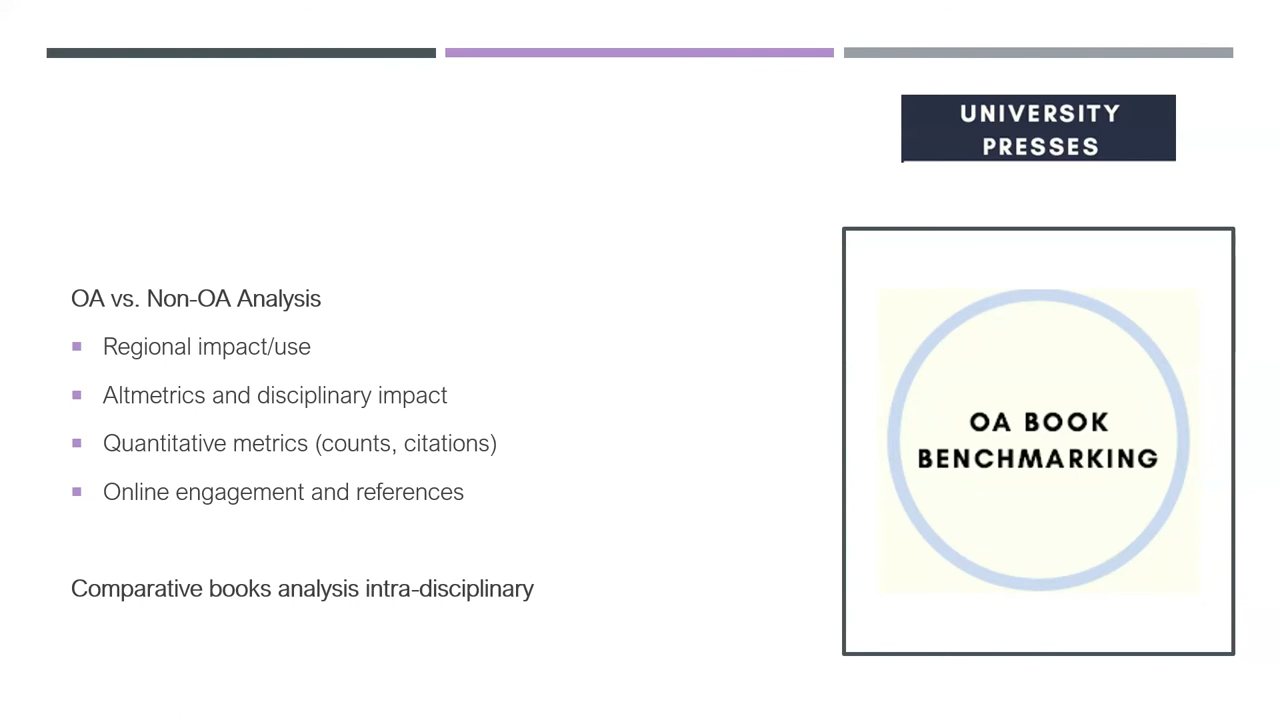 UNIVERSITY
PRESSES
OA vs. Non-OA Analysis
Regional impact/use
Altmetrics and disciplinary impact
Quantitative metrics (counts, citations)
Online engagement and references
Comparative books analysis intra-disciplinary
OA BOOK
BENCHMARKING